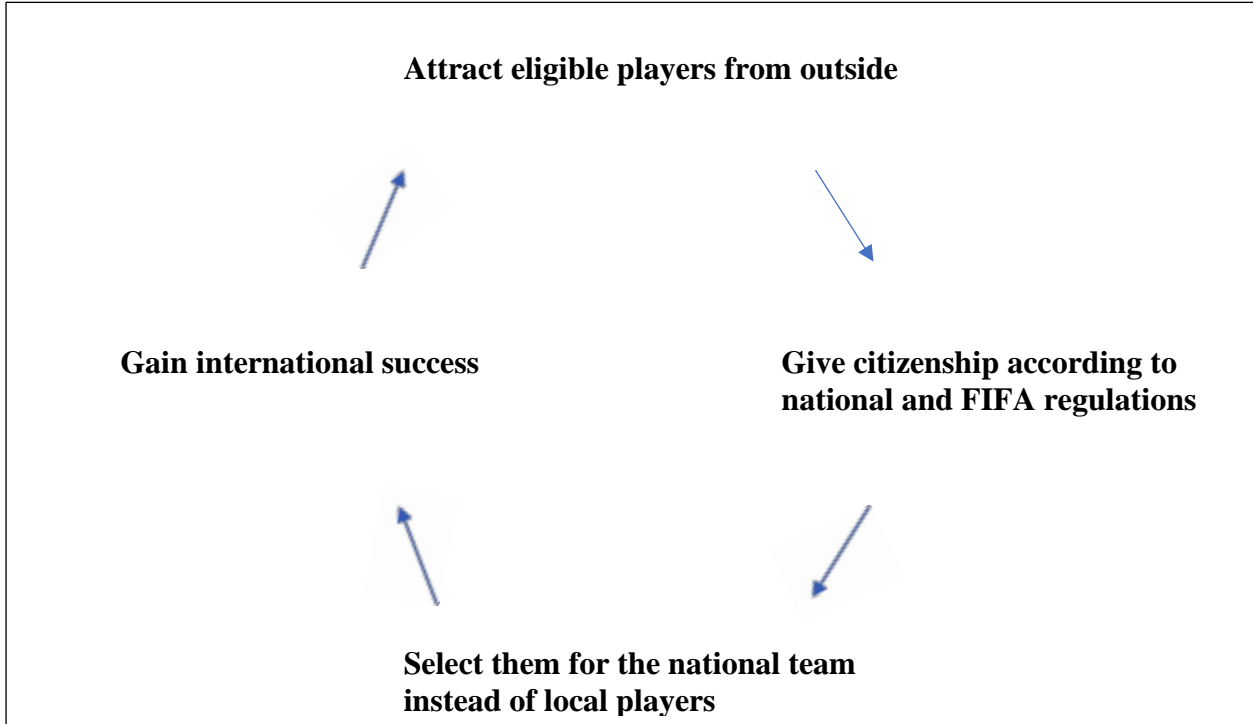 Attract eligible players from outside
Gain international success
Give citizenship according to
national and FIFA regulations
Select them for the national team
instead of local players